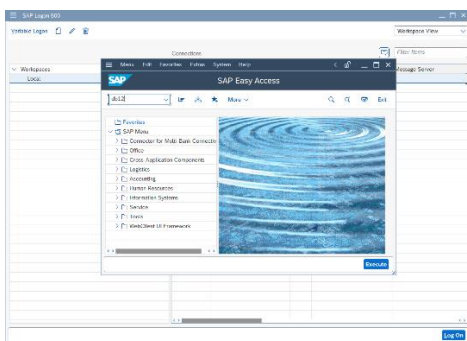 SAP Logon 800
Variable Logon
Workspace View
Connections
Filter Items
Workspaces
Message Server
Local
Menu Edit Favorites Extras System Help
SAP
SAP Easy Access
db12
More
Exit
Favorites
SAP Menu
Connector for Multi-Bank Connectiv
Office
Cross-Application Components
Logistics
Accounting
Human Resources
Information Systems
Service
Tools
WebClient UI Framework
Execute
Log On